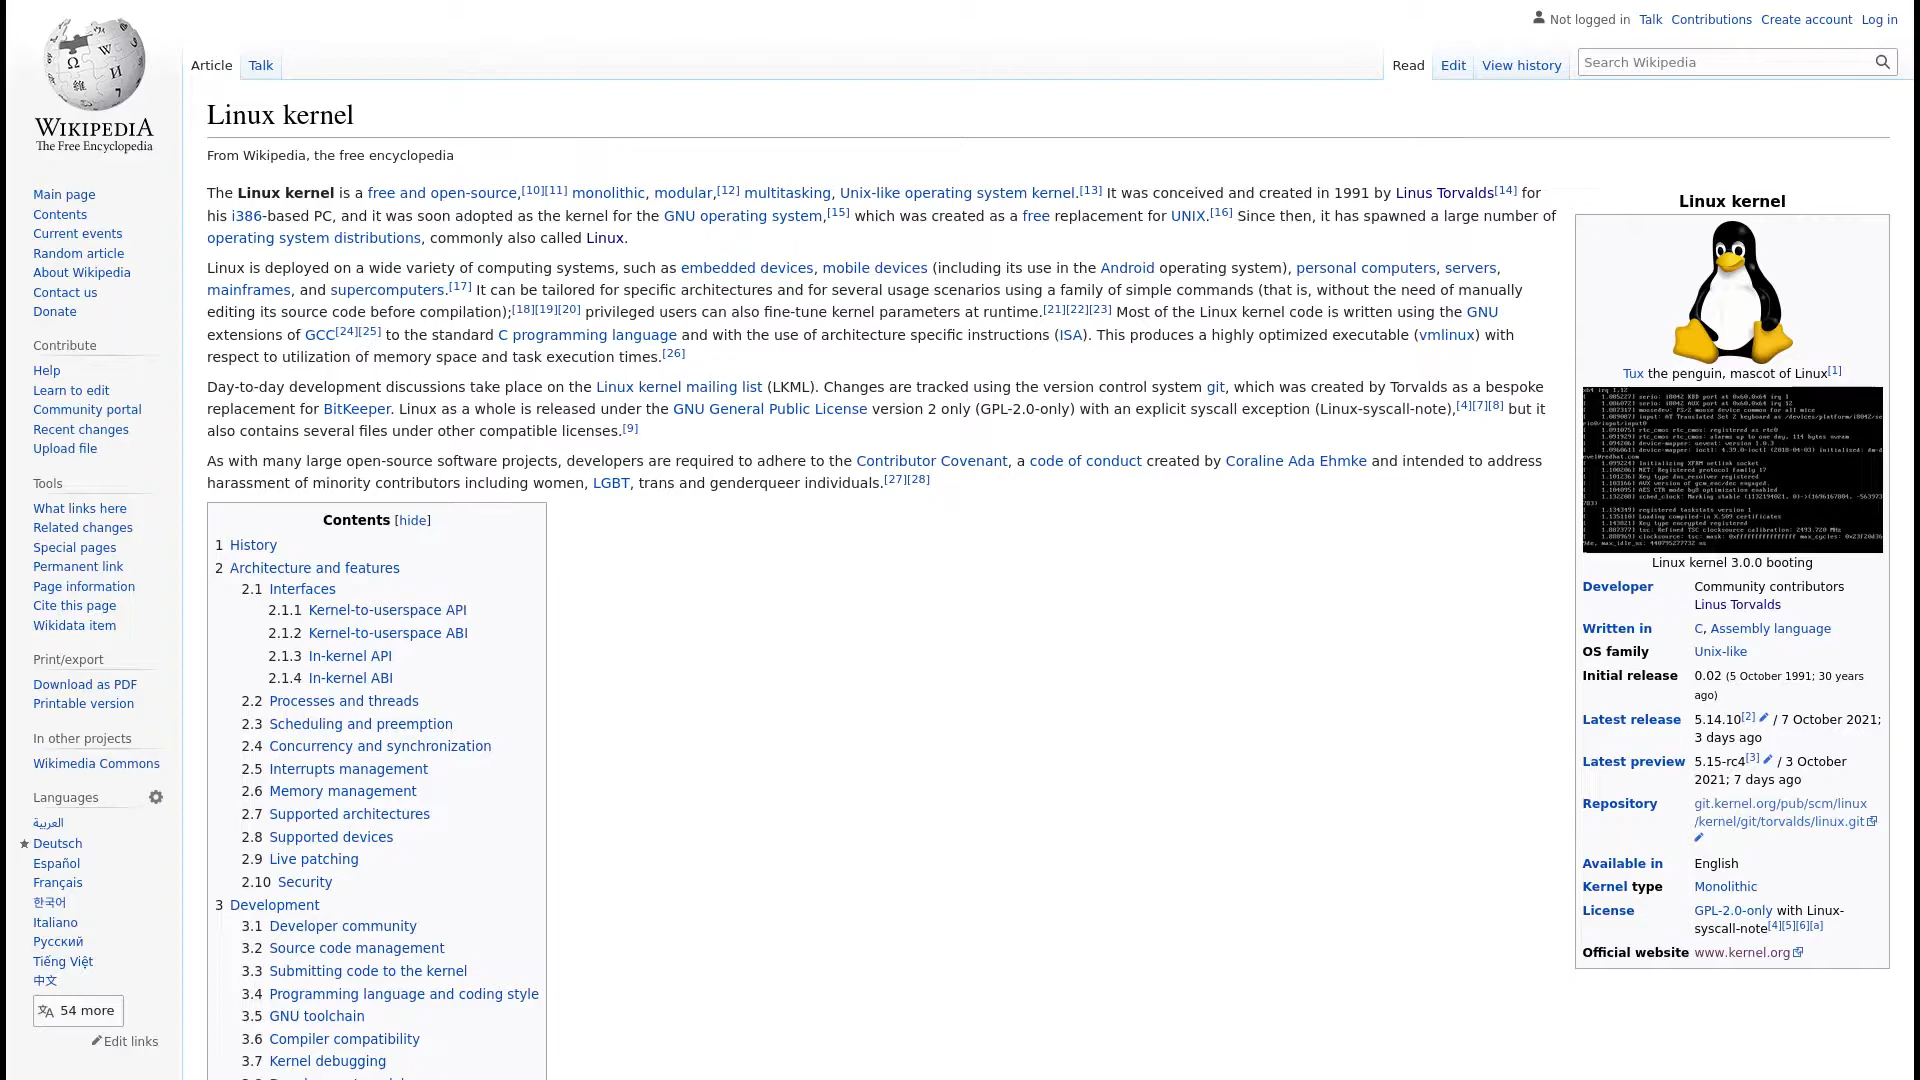 Not logged in Talk Contributions Create account Log in
Article Talk Read Edit View history Search Wikipedia
WIKIPEDIA
The Free Encyclopedia
Main page
Contents
Current events
Random article
About Wikipedia
Contact us
Donate
Contribute
Help
Learn to edit
Community portal
Recent changes
Upload file
Tools
What links here
Related changes
Special pages
Permanent link
Page information
Cite this page
Wikidata item
Print/export
Download as PDF
Printable version
In other projects
Wikimedia Commons
Languages
العربية
Deutsch
Español
Français
한국어
Italiano
Русский
Tiếng Việt
中文
54 more
Edit links
Linux kernel
From Wikipedia, the free encyclopedia
The Linux kernel is a free and open-source,[10][11] monolithic, modular,[12] multitasking, Unix-like operating system kernel.[13] It was conceived and created in 1991 by Linus Torvalds[14] for
his i386-based PC, and it was soon adopted as the kernel for the GNU operating system,[15] which was created as a free replacement for UNIX.[16] Since then, it has spawned a large number of
operating system distributions, commonly also called Linux.
Linux is deployed on a wide variety of computing systems, such as embedded devices, mobile devices (including its use in the Android operating system), personal computers, servers,
mainframes, and supercomputers.[17] It can be tailored for specific architectures and for several usage scenarios using a family of simple commands (that is, without the need of manually
editing its source code before compilation);[18][19][20] privileged users can also fine-tune kernel parameters at runtime.[21][22][23] Most of the Linux kernel code is written using the GNU
extensions of GCC[24][25] to the standard C programming language and with the use of architecture specific instructions (ISA). This produces a highly optimized executable (vmlinux) with
respect to utilization of memory space and task execution times.[26]
Day-to-day development discussions take place on the Linux kernel mailing list (LKML). Changes are tracked using the version control system git, which was created by Torvalds as a bespoke
replacement for BitKeeper. Linux as a whole is released under the GNU General Public License version 2 only (GPL-2.0-only) with an explicit syscall exception (Linux-syscall-note),[4][7][8] but it
also contains several files under other compatible licenses.[9]
As with many large open-source software projects, developers are required to adhere to the Contributor Covenant, a code of conduct created by Coraline Ada Ehmke and intended to address
harassment of minority contributors including women, LGBT, trans and genderqueer individuals.[27][28]
Contents [hide]
1 History
2 Architecture and features
2.1 Interfaces
2.1.1 Kernel-to-userspace API
2.1.2 Kernel-to-userspace ABI
2.1.3 In-kernel API
2.1.4 In-kernel ABI
2.2 Processes and threads
2.3 Scheduling and preemption
2.4 Concurrency and synchronization
2.5 Interrupts management
2.6 Memory management
2.7 Supported architectures
2.8 Supported devices
2.9 Live patching
2.10 Security
3 Development
3.1 Developer community
3.2 Source code management
3.3 Submitting code to the kernel
3.4 Programming language and coding style
3.5 GNU toolchain
3.6 Compiler compatibility
3.7 Kernel debugging
Linux kernel
Tux the penguin, mascot of Linux[1]
Linux kernel 3.0.0 booting
Developer Community contributors
Linus Torvalds
Written in C, Assembly language
OS family Unix-like
Initial release 0.02 (5 October 1991; 30 years
ago)
Latest release 5.14.10[2] / 7 October 2021;
3 days ago
Latest preview 5.15-rc4[3] / 3 October
2021; 7 days ago
Repository git.kernel.org/pub/scm/linux
/kernel/git/torvalds/linux.git
Available in English
Kernel type Monolithic
License GPL-2.0-only with Linux-
syscall-note[4][5][6][a]
Official website www.kernel.org